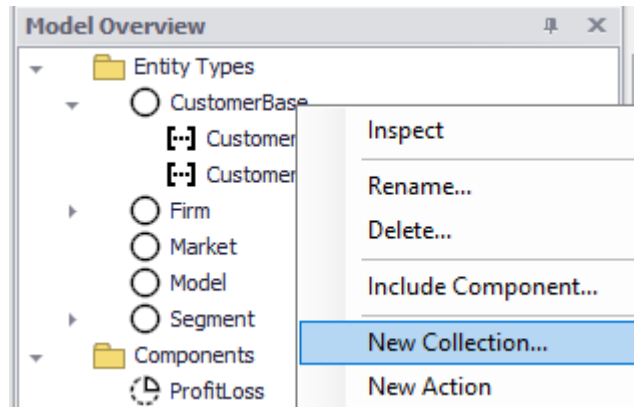 Model Overview
Entity Types
CustomerBase
Customer
Customer
Firm
Market
Model
Segment
Components
ProfitLoss
Inspect
Rename...
Delete...
Include Component...
New Collection...
New Action